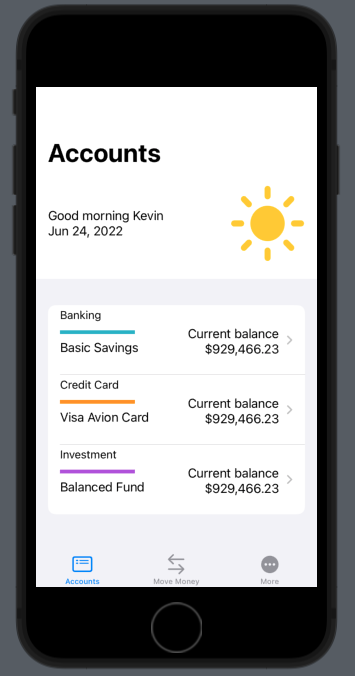 Accounts
Good morning Kevin
Jun 24, 2022
Banking
Basic Savings
Current balance
$929,466.23
Credit Card
Visa Avion Card
Current balance
$929,466.23
Investment
Balanced Fund
Current balance
$929,466.23
Accounts
Move Money
More